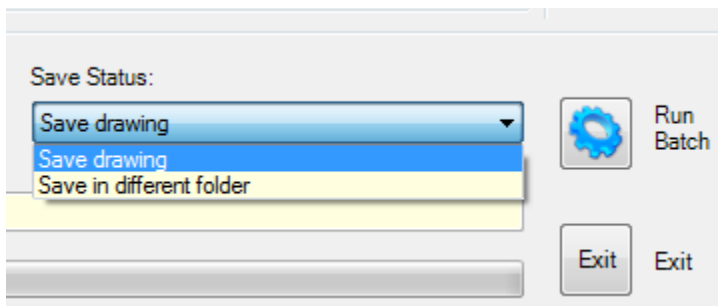 Save Status:
Save drawing
Save drawing
Save in different folder
Run
Batch
Exit
Exit